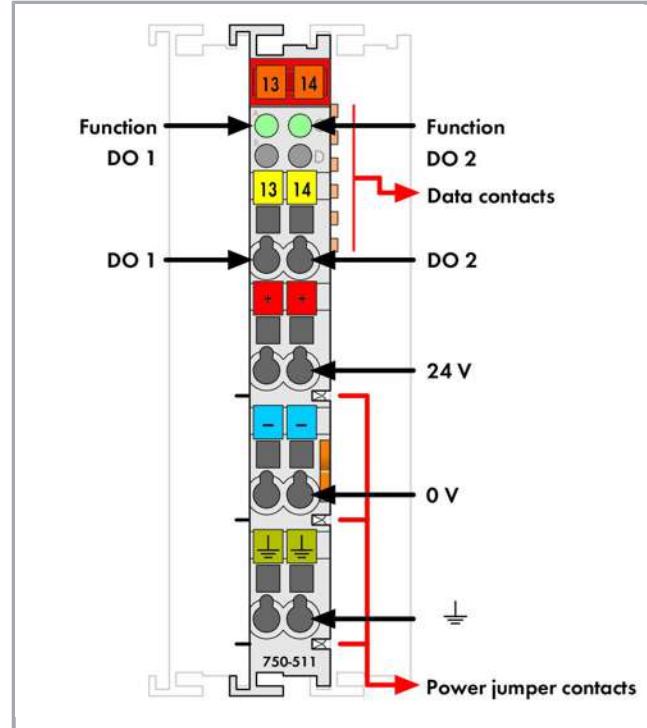 13 14
A C
Function Function
DO 1 DO 2
D
13 14
Data contacts
DO 1 DO 2
+ +
24 V
− −
0 V
750-511
Power jumper contacts